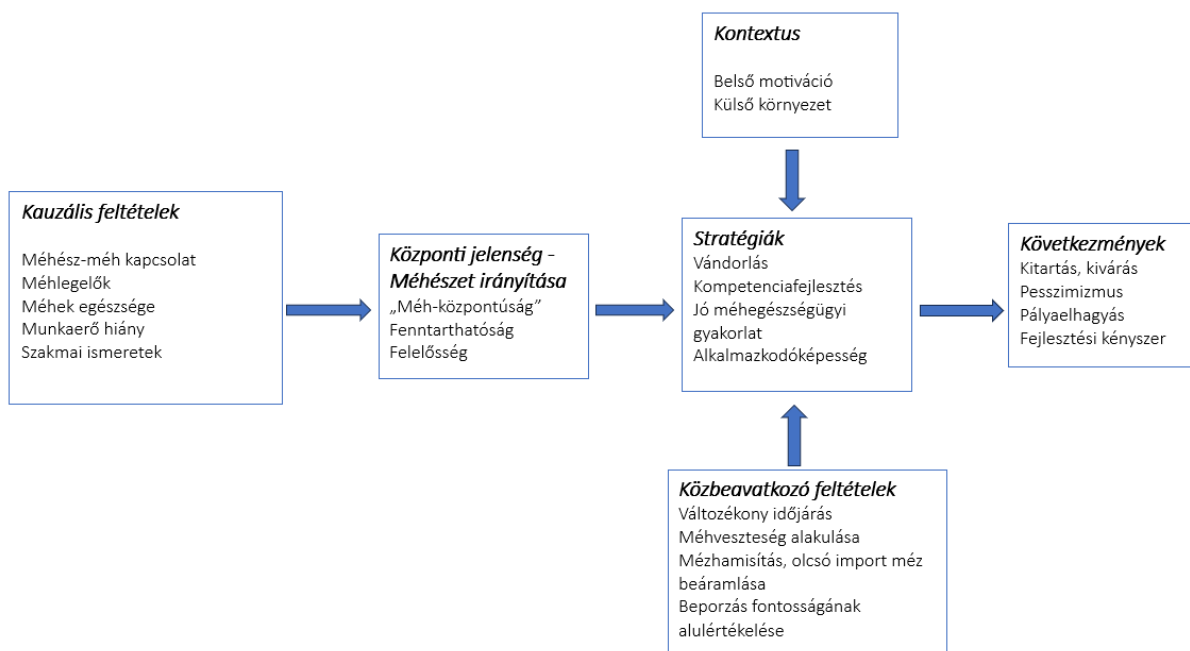 Kontextus
Belső motiváció
Külső környezet
Kauzális feltételek
Méhész-méh kapcsolat
Méhlegelők
Méhek egészsége
Munkaerő hiány
Szakmai ismeretek
Központi jelenség -
Méhészet irányítása
„Méh-központúság”
Fenntarthatóság
Felelősség
Stratégiák
Vándorlás
Kompetenciafejlesztés
Jó méhegészségügyi
gyakorlat
Alkalmazkodóképesség
Következmények
Kitartás, kivárás
Pesszimizmus
Pályaelhagyás
Fejlesztési kényszer
Közbeavatkozó feltételek
Változékony időjárás
Méhveszteség alakulása
Mézhamisítás, olcsó import méz
beáramlása
Beporzás fontosságának
alulértékelése